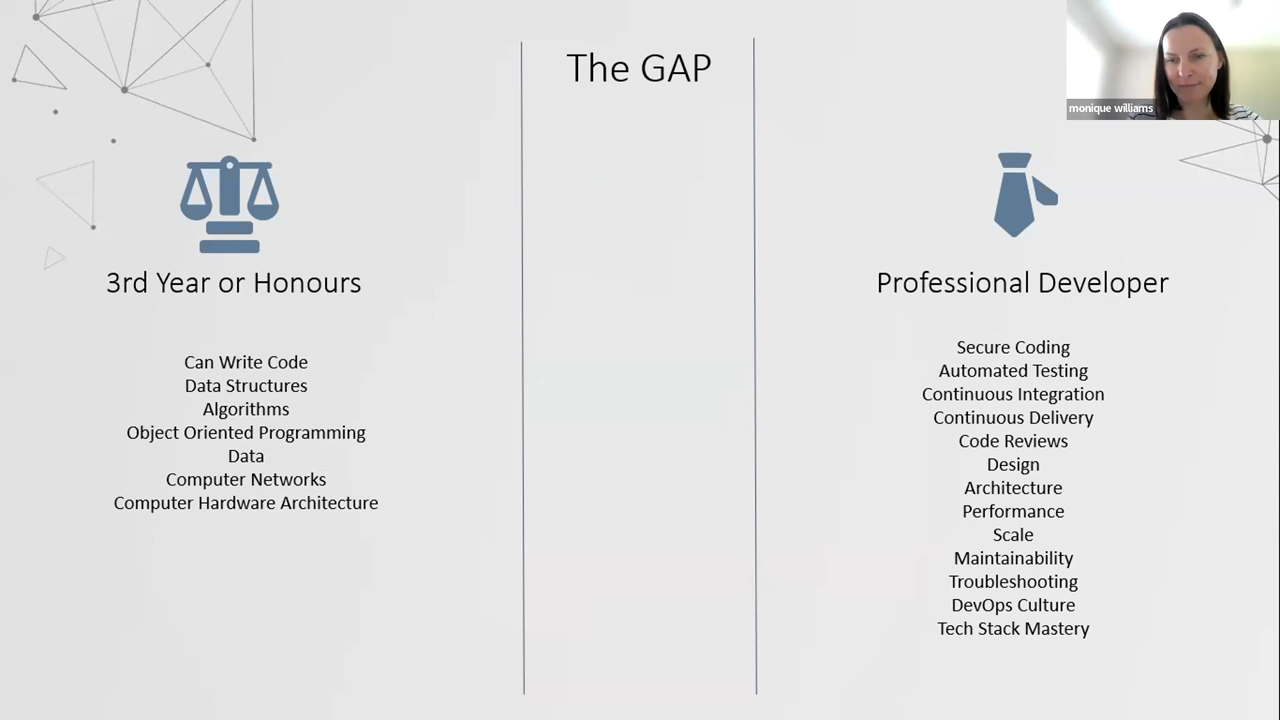 The GAP
monique williams
3rd Year or Honours
Can Write Code
Data Structures
Algorithms
Object Oriented Programming
Data
Computer Networks
Computer Hardware Architecture
Professional Developer
Secure Coding
Automated Testing
Continuous Integration
Continuous Delivery
Code Reviews
Design
Architecture
Performance
Scale
Maintainability
Troubleshooting
DevOps Culture
Tech Stack Mastery